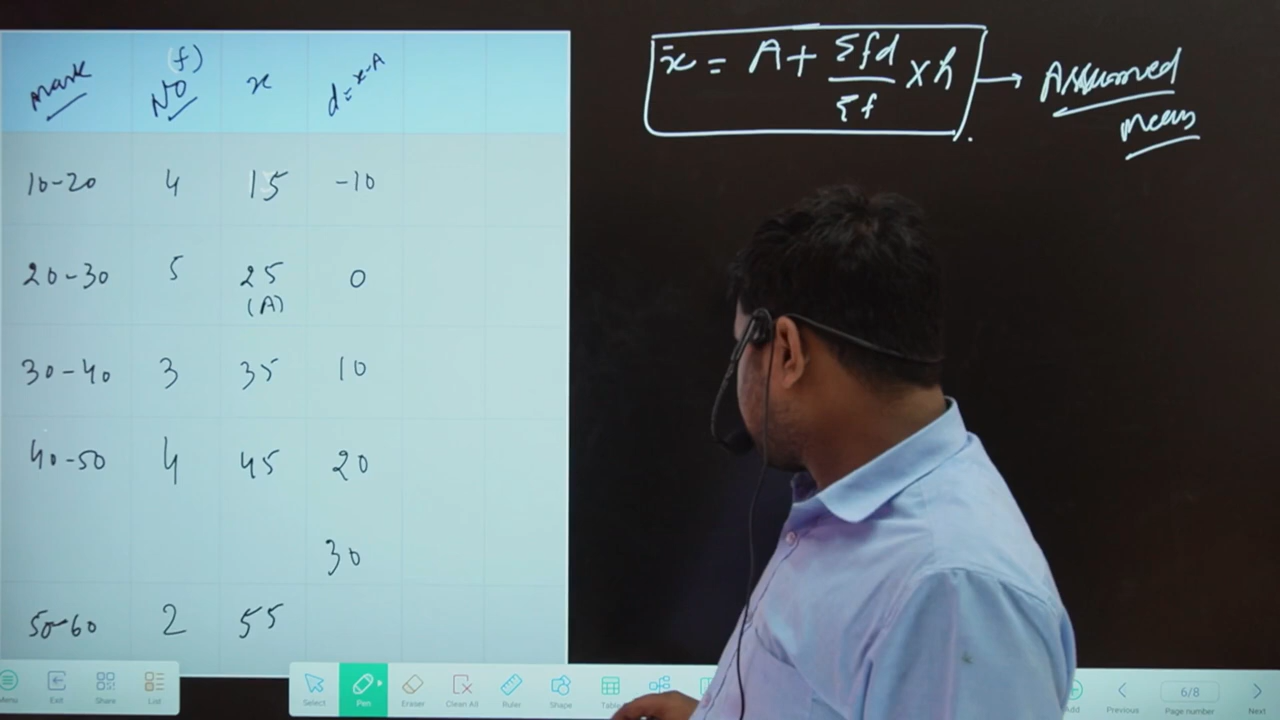 mark NO (f) x d = x-A
10-20 4 15 -10
20-30 5 25 0
(A)
30-40 3 35 10
40-50 4 45 20
30
50-60 2 55
x̄ = A + Σfd/Σf × h → Assumed
mean
Menu Exit Share List Select Pen Eraser Clean All Ruler Shape Previous 6/8 Page number Next